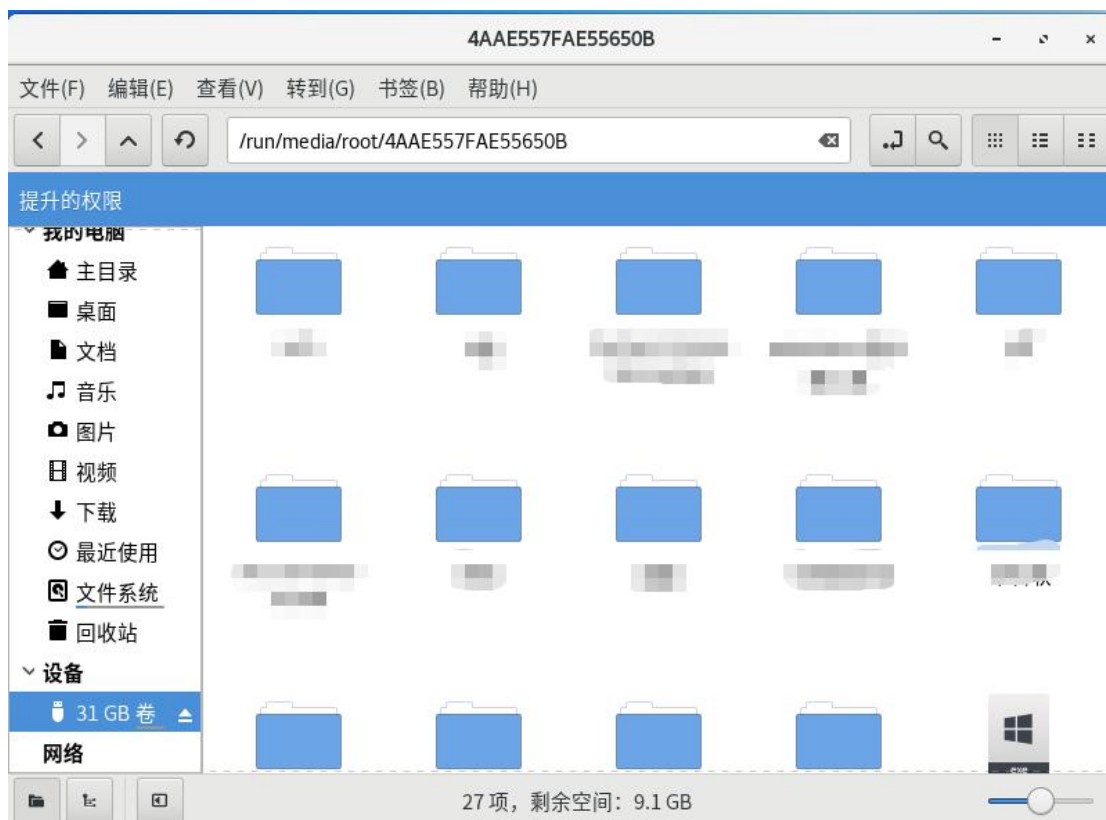 4AAE557FAE55650B
文件(F) 编辑(E) 查看(V) 转到(G) 书签(B) 帮助(H)
/run/media/root/4AAE557FAE55650B
提升的权限
我的电脑
主目录
桌面
文档
音乐
图片
视频
下载
最近使用
文件系统
回收站
设备
31 GB 卷
网络
.exe
27 项，剩余空间：9.1 GB